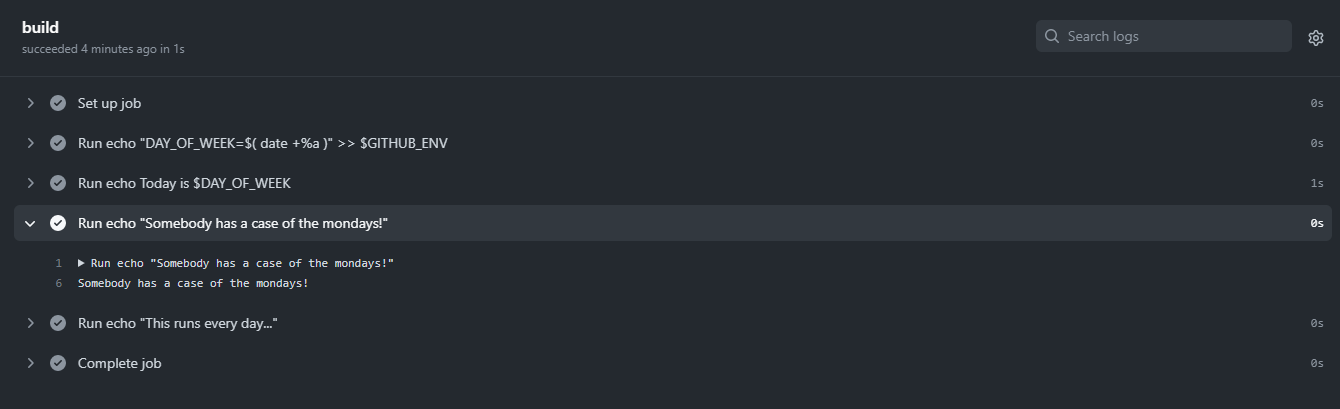 build
succeeded 4 minutes ago in 1s
Search logs
Set up job 0s
Run echo "DAY_OF_WEEK=$( date +%a )" >> $GITHUB_ENV 0s
Run echo Today is $DAY_OF_WEEK 1s
Run echo "Somebody has a case of the mondays!" 0s
1 Run echo "Somebody has a case of the mondays!"
6 Somebody has a case of the mondays!
Run echo "This runs every day..." 0s
Complete job 0s